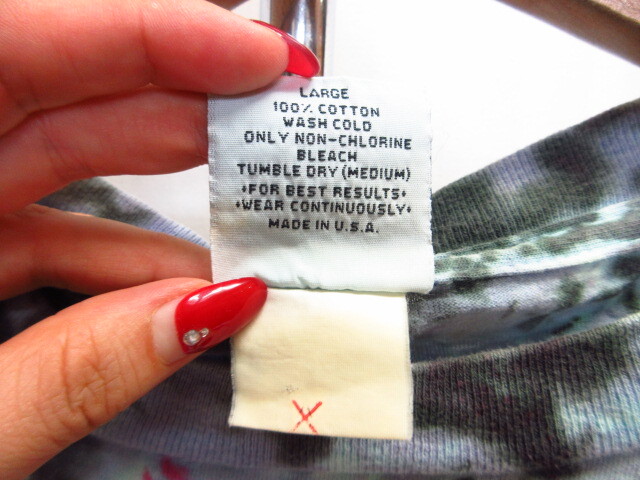 LARGE
100% COTTON
WASH COLD
ONLY NON-CHLORINE
BLEACH
TUMBLE DRY (MEDIUM)
•FOR BEST RESULTS•
•WEAR CONTINUOUSLY•
MADE IN U.S.A.
X